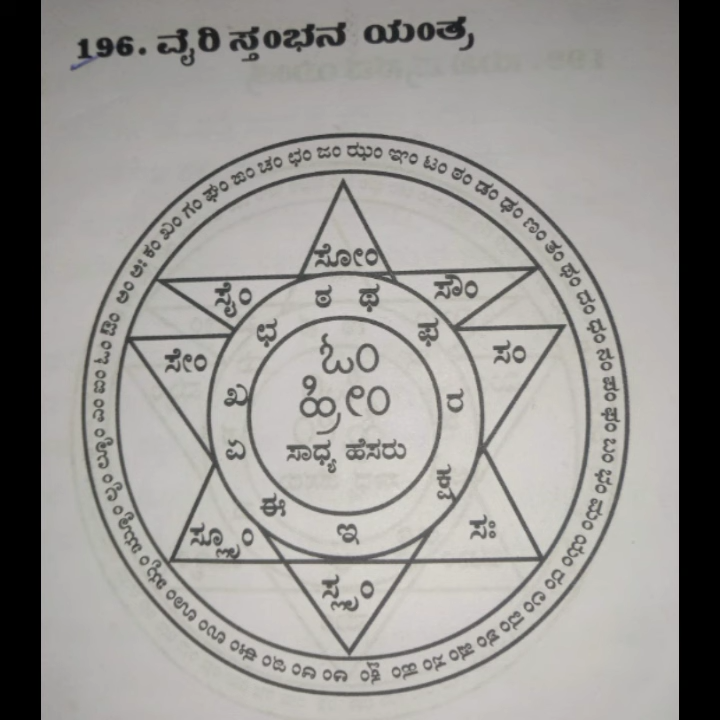 196. ವೈರಿ ಸ್ತಂಭನ ಯಂತ್ರ
ಅಂ ಅಃ ಕಂ ಖಂ ಗಂ ಘಂ ಙಂ ಚಂ ಛಂ ಜಂ ಝಂ ಞಂ ಟಂ ಠಂ ಡಂ ಢಂ ಣಂ ತಂ ಥಂ ದಂ ಧಂ ನಂ ಪಂ ಫಂ ಬಂ ಭಂ ಮಂ ಯಂ ರಂ ಲಂ ವಂ ಶಂ ಷಂ ಸಂ ಹಂ
ಸೋಂ
ಸೈಂ
ಸೌಂ
ಠ
ಥ
ಛ
ಫ
ಸೇಂ
ಸಂ
ಓಂ
ಹ್ರೀಂ
ಸಾಧ್ಯ ಹೆಸರು
ಖ
ಏ
ಈ
ಇ
ಸಃ